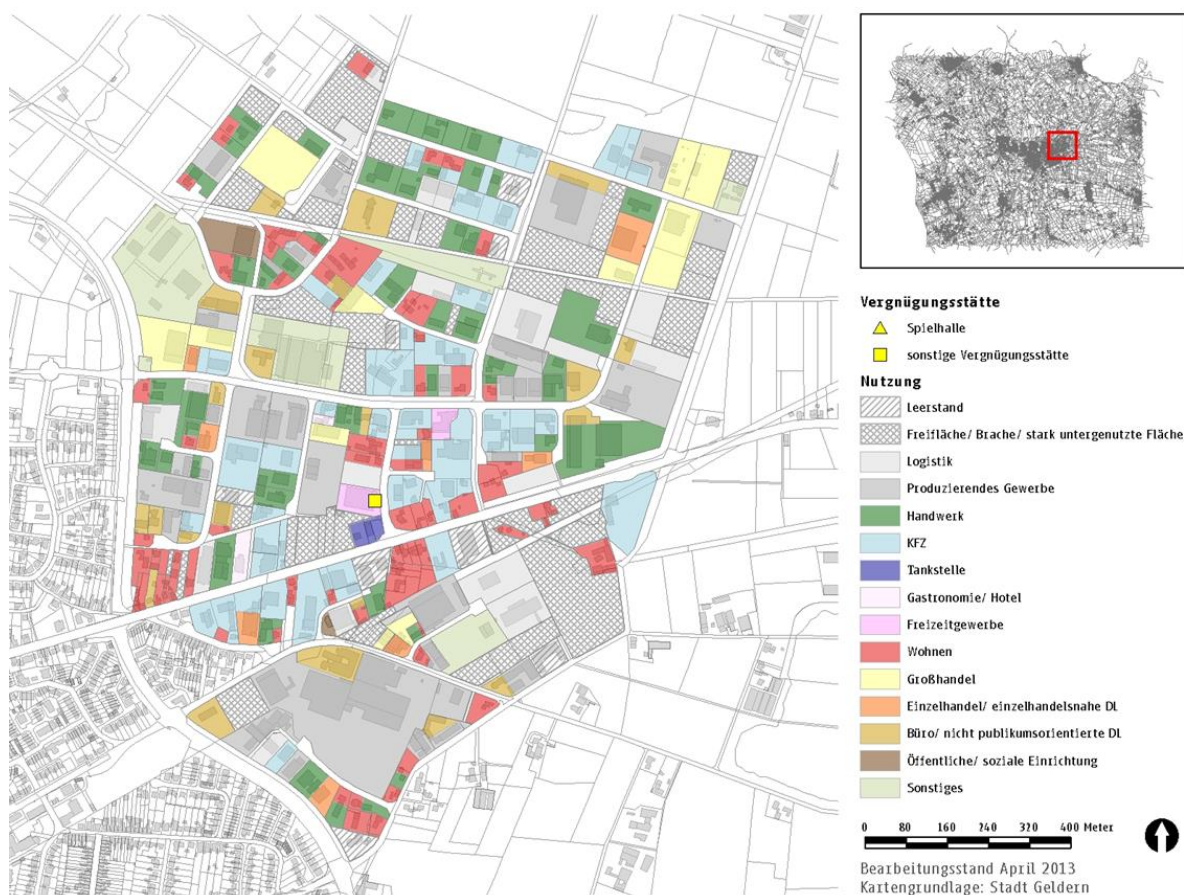 Vergnügungsstätte
Spielhalle
sonstige Vergnügungsstätte
Nutzung
Leerstand
Freifläche/ Brache/ stark untergenutzte Fläche
Logistik
Produzierendes Gewerbe
Handwerk
KFZ
Tankstelle
Gastronomie/ Hotel
Freizeitgewerbe
Wohnen
Großhandel
Einzelhandel/ einzelhandelsnahe DL
Büro/ nicht publikumsorientierte DL
Öffentliche/ soziale Einrichtung
Sonstiges
0 80 160 240 320 400 Meter
Bearbeitungsstand April 2013
Kartengrundlage: Stadt Geldern